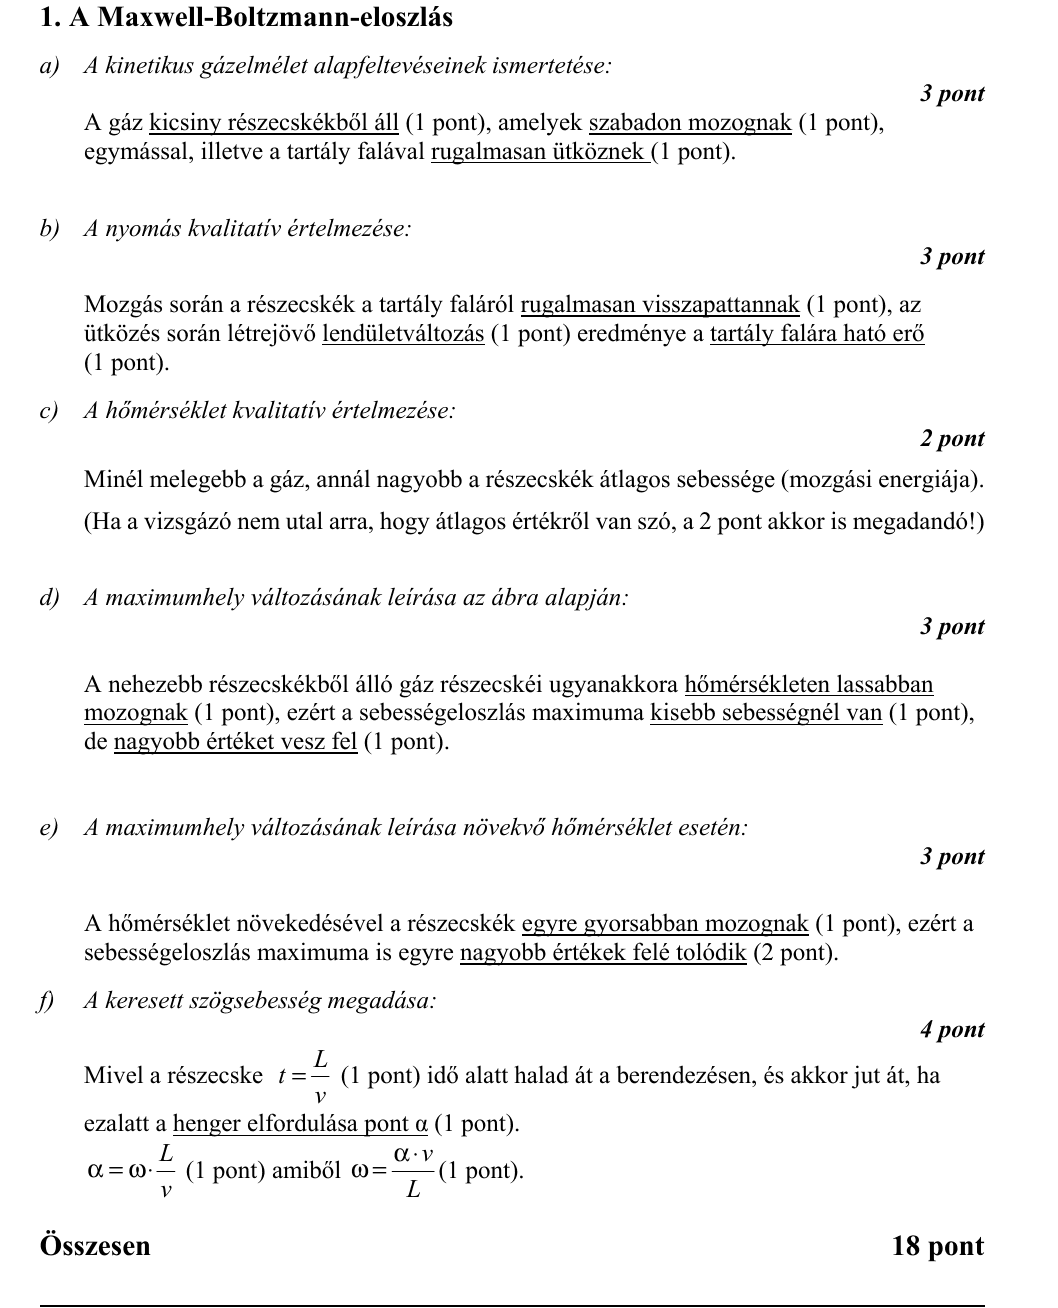 1. A Maxwell-Boltzmann-eloszlás
a) A kinetikus gázelmélet alapfeltevéseinek ismertetése:
3 pont
A gáz kicsiny részecskékből áll (1 pont), amelyek szabadon mozognak (1 pont),
egymással, illetve a tartály falával rugalmasan ütköznek (1 pont).
b) A nyomás kvalitatív értelmezése:
3 pont
Mozgás során a részecskék a tartály faláról rugalmasan visszapattannak (1 pont), az
ütközés során létrejövő lendületváltozás (1 pont) eredménye a tartály falára ható erő
(1 pont).
c) A hőmérséklet kvalitatív értelmezése:
2 pont
Minél melegebb a gáz, annál nagyobb a részecskék átlagos sebessége (mozgási energiája).
(Ha a vizsgázó nem utal arra, hogy átlagos értékről van szó, a 2 pont akkor is megadandó!)
d) A maximumhely változásának leírása az ábra alapján:
3 pont
A nehezebb részecskékből álló gáz részecskéi ugyanakkora hőmérsékleten lassabban
mozognak (1 pont), ezért a sebességeloszlás maximuma kisebb sebességnél van (1 pont),
de nagyobb értéket vesz fel (1 pont).
e) A maximumhely változásának leírása növekvő hőmérséklet esetén:
3 pont
A hőmérséklet növekedésével a részecskék egyre gyorsabban mozognak (1 pont), ezért a
sebességeloszlás maximuma is egyre nagyobb értékek felé tolódik (2 pont).
f) A keresett szögsebesség megadása:
4 pont
Mivel a részecske t = L/v (1 pont) idő alatt halad át a berendezésen, és akkor jut át, ha
ezalatt a henger elfordulása pont α (1 pont).
α = ω · L/v (1 pont) amiből ω = α · v/L (1 pont).
Összesen 18 pont